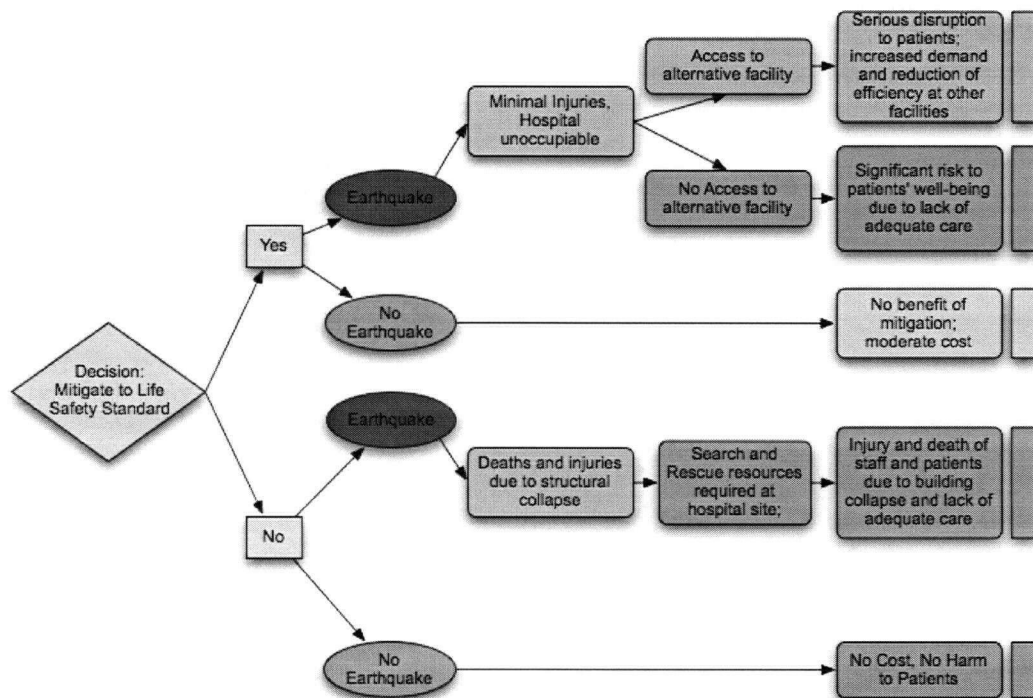 Decision:
Mitigate to Life
Safety Standard
Yes
Earthquake
Minimal Injuries,
Hospital
unoccupiable
Access to
alternative facility
Serious disruption
to patients;
increased demand
and reduction of
efficiency at other
facilities
No Access to
alternative facility
Significant risk to
patients' well-being
due to lack of
adequate care
No
Earthquake
No benefit of
mitigation;
moderate cost
No
Earthquake
Deaths and injuries
due to structural
collapse
Search and
Rescue resources
required at
hospital site;
Injury and death of
staff and patients
due to building
collapse and lack of
adequate care
No
Earthquake
No Cost, No Harm
to Patients